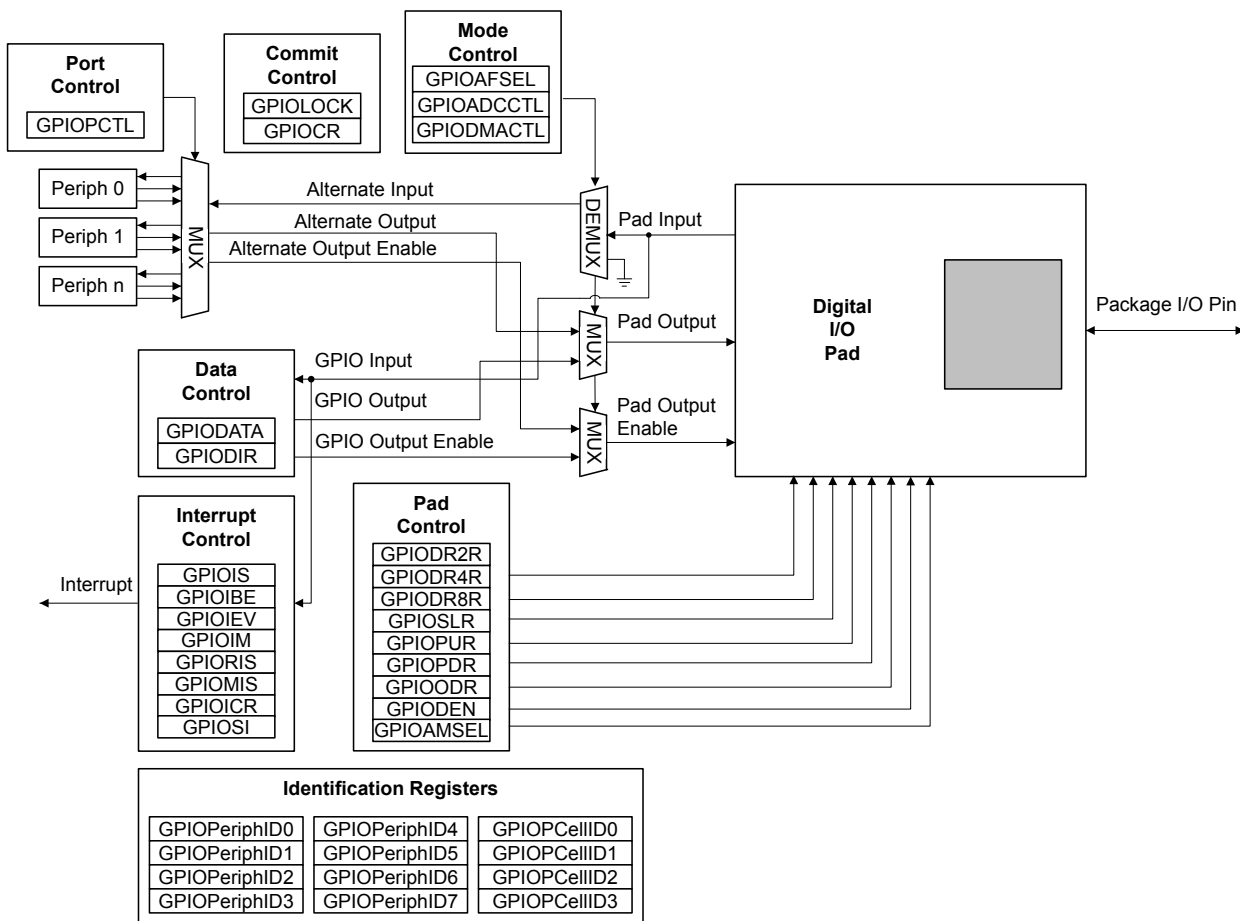 Port
Control
GPIOPCTL
Commit
Control
GPIOLOCK
GPIOCR
Mode
Control
GPIOAFSEL
GPIOADCCTL
GPIODMACTL
Periph 0
Periph 1
Periph n
MUX
Alternate Input
Alternate Output
Alternate Output Enable
DEMUX
Pad Input
MUX
Pad Output
MUX
Pad Output
Enable
Digital
I/O
Pad
Package I/O Pin
Data
Control
GPIODATA
GPIODIR
GPIO Input
GPIO Output
GPIO Output Enable
Interrupt
Interrupt
Control
GPIOIS
GPIOIBE
GPIOIEV
GPIOIM
GPIORIS
GPIOMIS
GPIOICR
GPIOSI
Pad
Control
GPIODR2R
GPIODR4R
GPIODR8R
GPIOSLR
GPIOPUR
GPIOPDR
GPIOODR
GPIODEN
GPIOAMSEL
Identification Registers
GPIOPeriphID0
GPIOPeriphID1
GPIOPeriphID2
GPIOPeriphID3
GPIOPeriphID4
GPIOPeriphID5
GPIOPeriphID6
GPIOPeriphID7
GPIOPCellID0
GPIOPCellID1
GPIOPCellID2
GPIOPCellID3